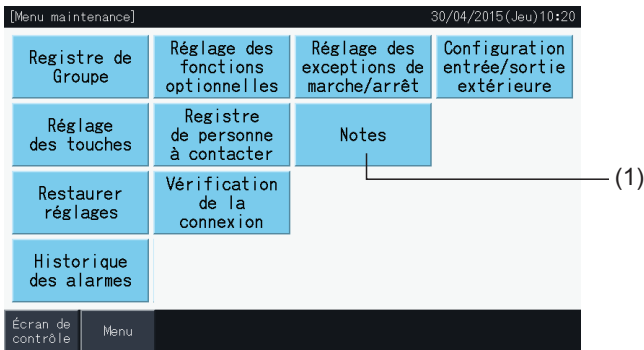 [Menu maintenance] 30/04/2015(Jeu)10:20
Registre de
Groupe
Réglage des
fonctions
optionnelles
Réglage des
exceptions de
marche/arrêt
Configuration
entrée/sortie
extérieure
Réglage
des touches
Registre
de personne
à contacter
Notes
(1)
Restaurer
réglages
Vérification
de la
connexion
Historique
des alarmes
Écran de
contrôle
Menu